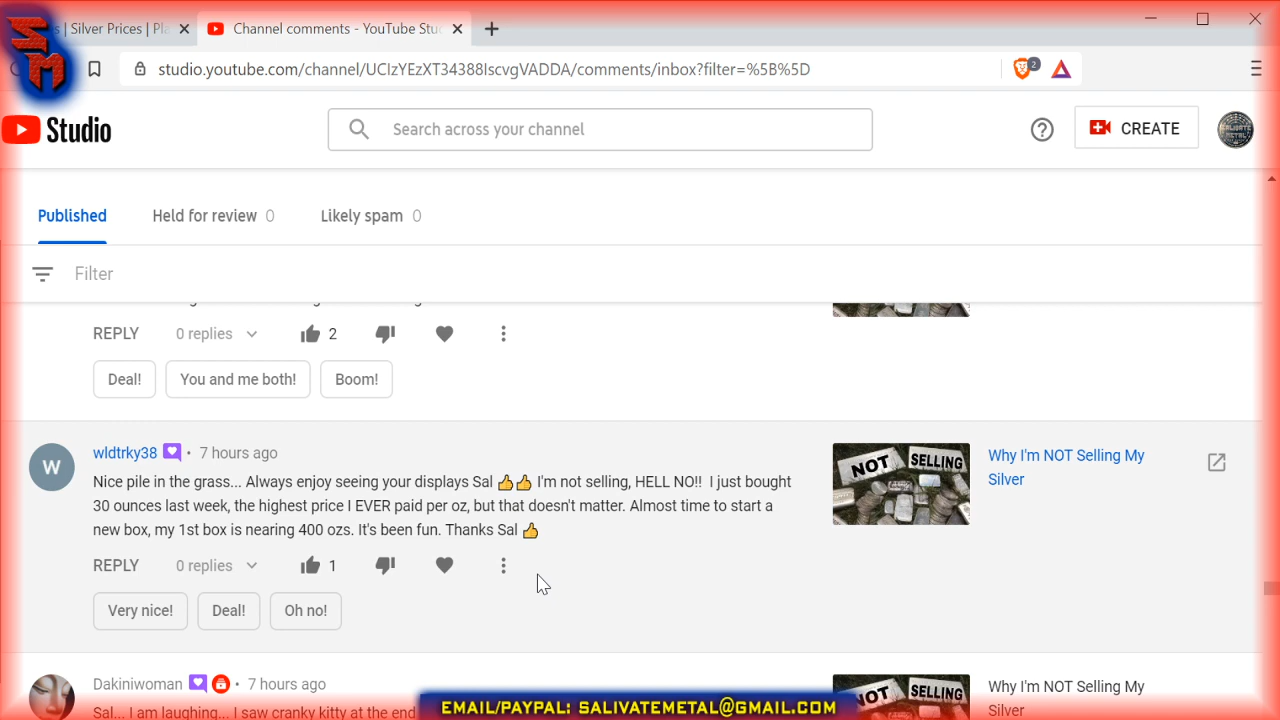 s | Silver Prices | Pla
Channel comments - YouTube Stu
SM
studio.youtube.com/channel/UCIzYEzXT34388IscvgVADDA/comments/inbox?filter=%5B%5D
2
Studio
Search across your channel
CREATE
Published
Held for review 0
Likely spam 0
Filter
REPLY 0 replies 2
Deal! You and me both! Boom!
W
wldtrky38 • 7 hours ago
Nice pile in the grass... Always enjoy seeing your displays Sal 👍👍 I'm not selling, HELL NO!! I just bought
30 ounces last week, the highest price I EVER paid per oz, but that doesn't matter. Almost time to start a
new box, my 1st box is nearing 400 ozs. It's been fun. Thanks Sal 👍
NOT SELLING
Why I'm NOT Selling My
Silver
REPLY 0 replies 1
Very nice! Deal! Oh no!
Dakiniwoman • 7 hours ago
Sal... I am laughing... I saw cranky kitty at the end
NOT SELLING
Why I'm NOT Selling My
Silver
EMAIL/PAYPAL: SALIVATEMETAL@GMAIL.COM